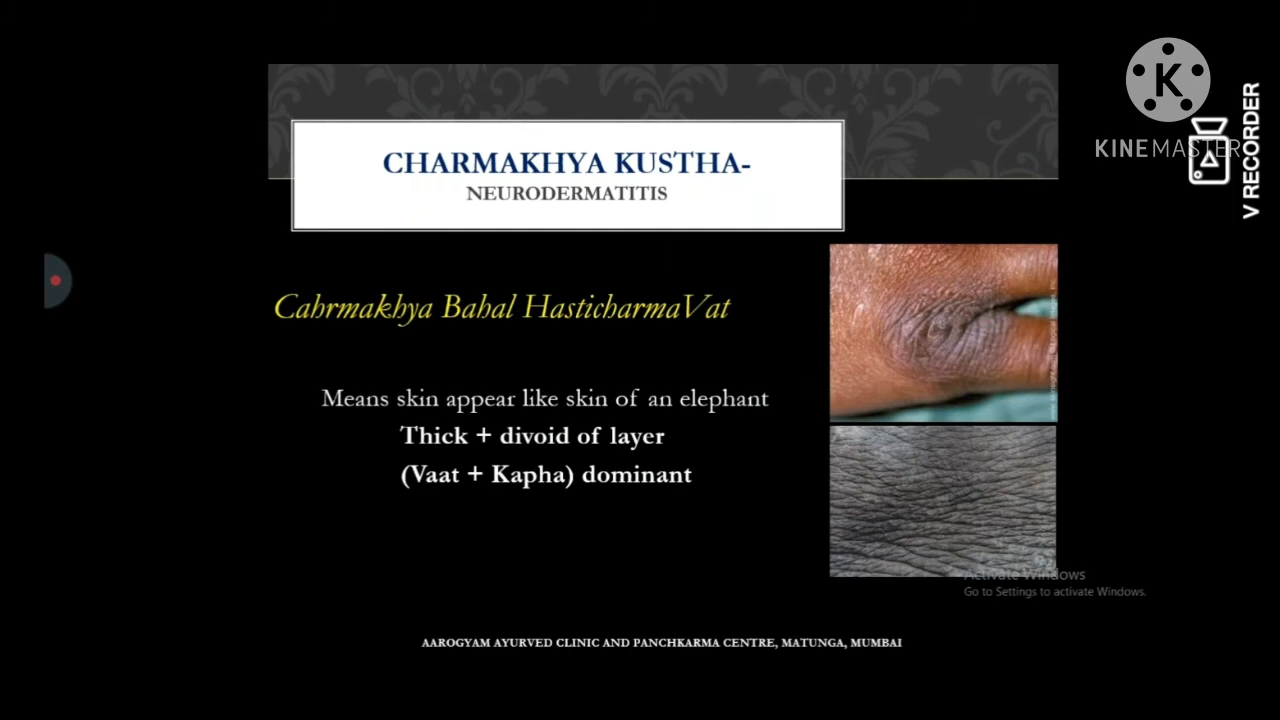 K
KINEMASTER
V RECORDER
CHARMAKHYA KUSTHA-
NEURODERMATITIS
Cahrmakhya Bahal HasticharmaVat
Means skin appear like skin of an elephant
Thick + divoid of layer
(Vaat + Kapha) dominant
Activate Windows
Go to Settings to activate Windows.
AAROGYAM AYURVED CLINIC AND PANCHKARMA CENTRE, MATUNGA, MUMBAI